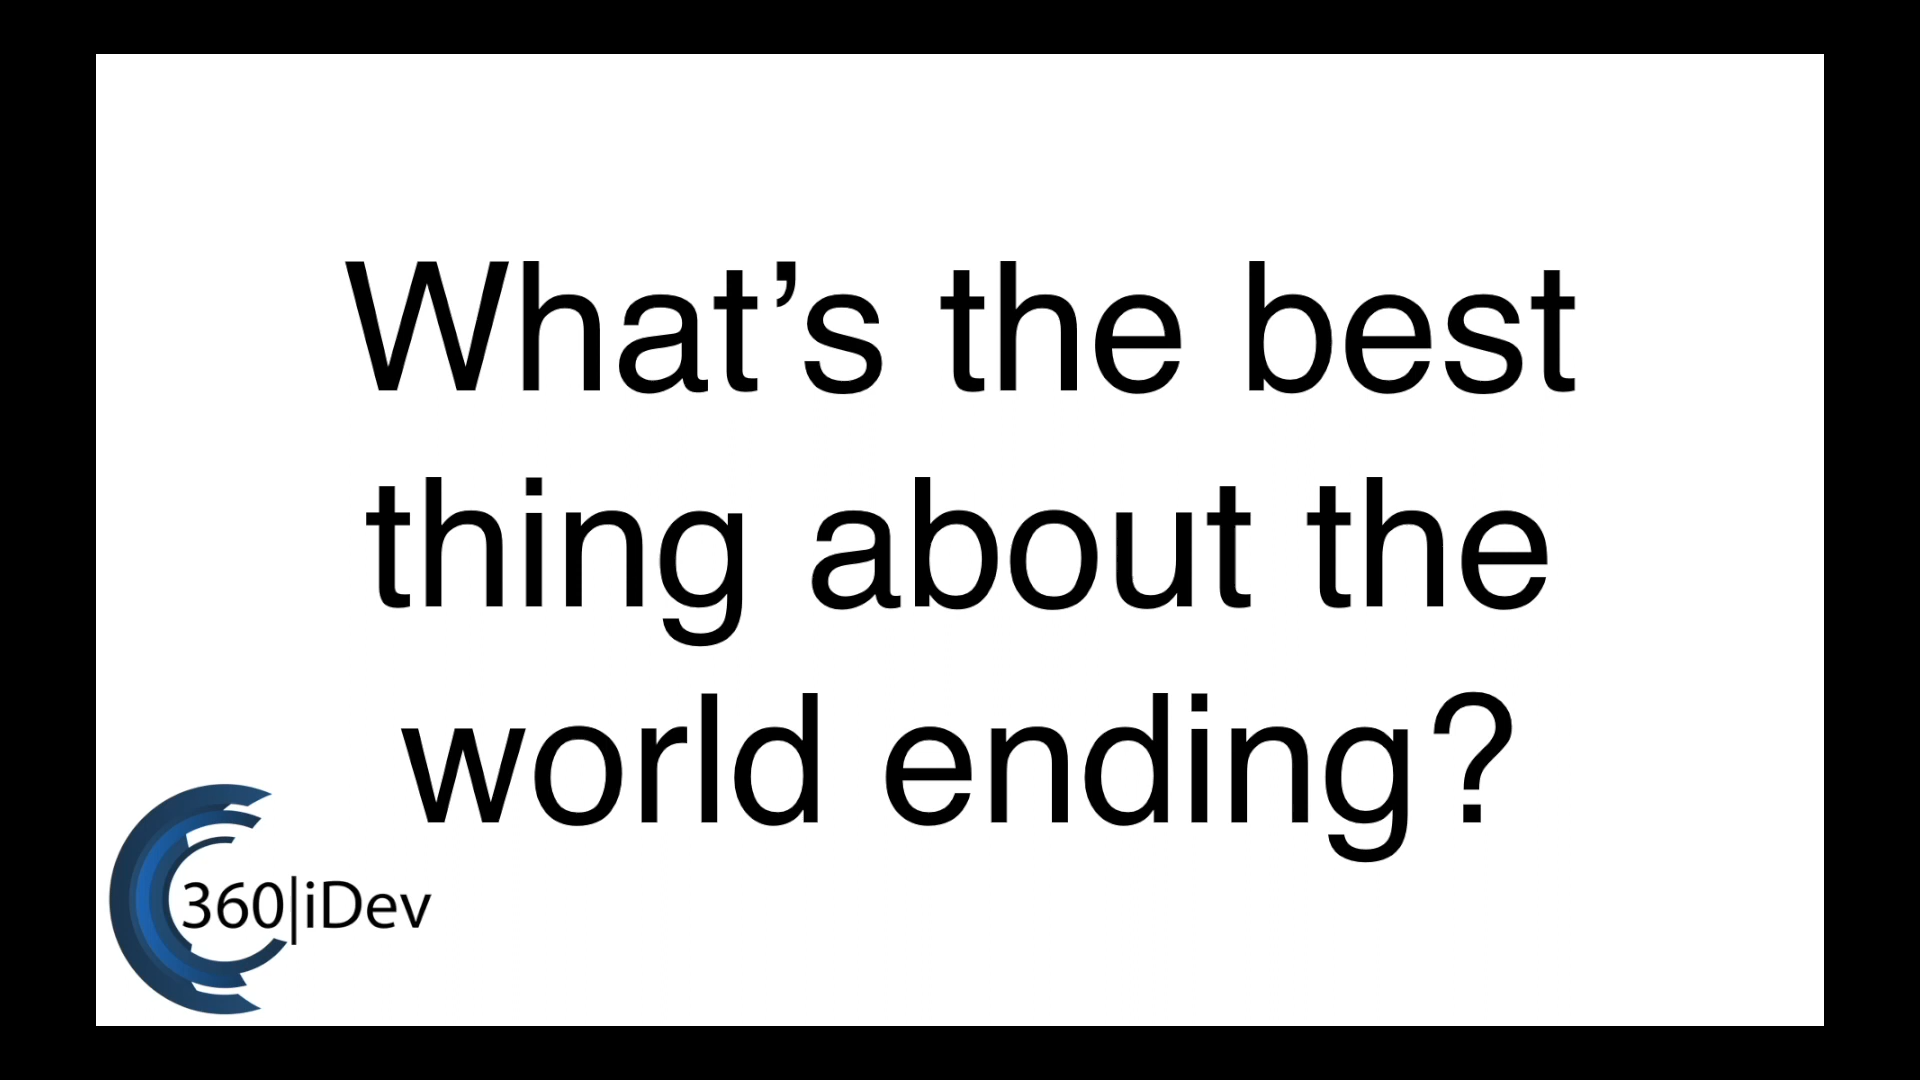 What’s the best
thing about the
world ending?
360|iDev